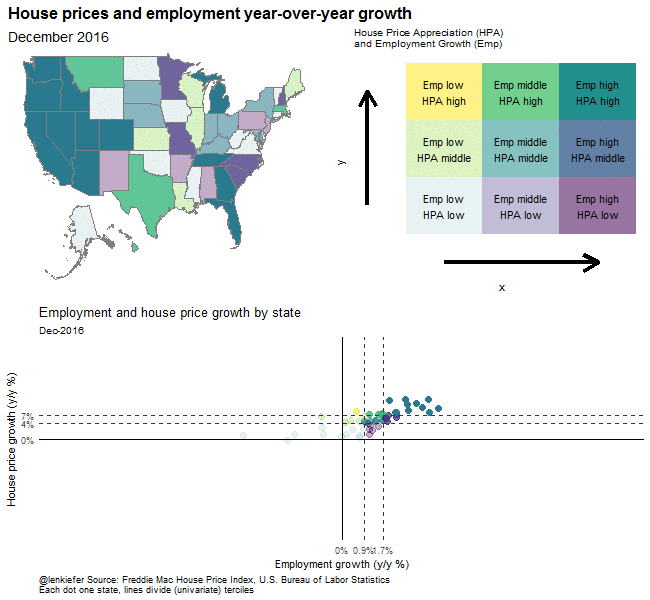 House prices and employment year-over-year growth
December 2016
House Price Appreciation (HPA)
and Employment Growth (Emp)
Emp low
HPA high
Emp middle
HPA high
Emp high
HPA high
Emp low
HPA middle
Emp middle
HPA middle
Emp high
HPA middle
Emp low
HPA low
Emp middle
HPA low
Emp high
HPA low
y
x
Employment and house price growth by state
Dec-2016
House price growth (y/y %)
7%
4%
0%
0%
0.9%
1.7%
Employment growth (y/y %)
@lenkiefer Source: Freddie Mac House Price Index, U.S. Bureau of Labor Statistics
Each dot one state, lines divide (univariate) terciles